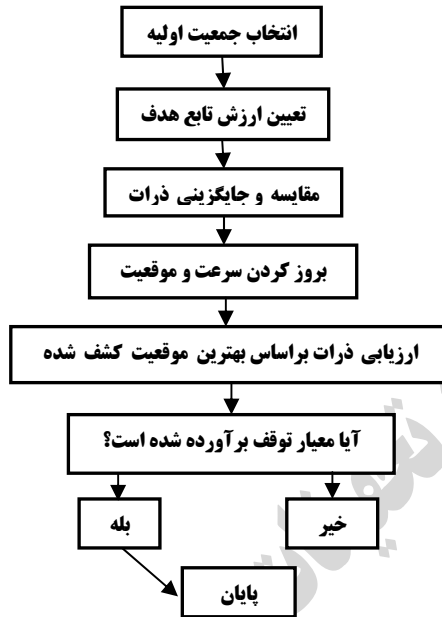 انتخاب جمعیت اولیه
تعیین ارزش تابع هدف
مقایسه و جایگزینی ذرات
بروز کردن سرعت و موقعیت
ارزیابی ذرات براساس بهترین موقعیت کشف شده
آیا معیار توقف برآورده شده است؟
خیر
بله
پایان